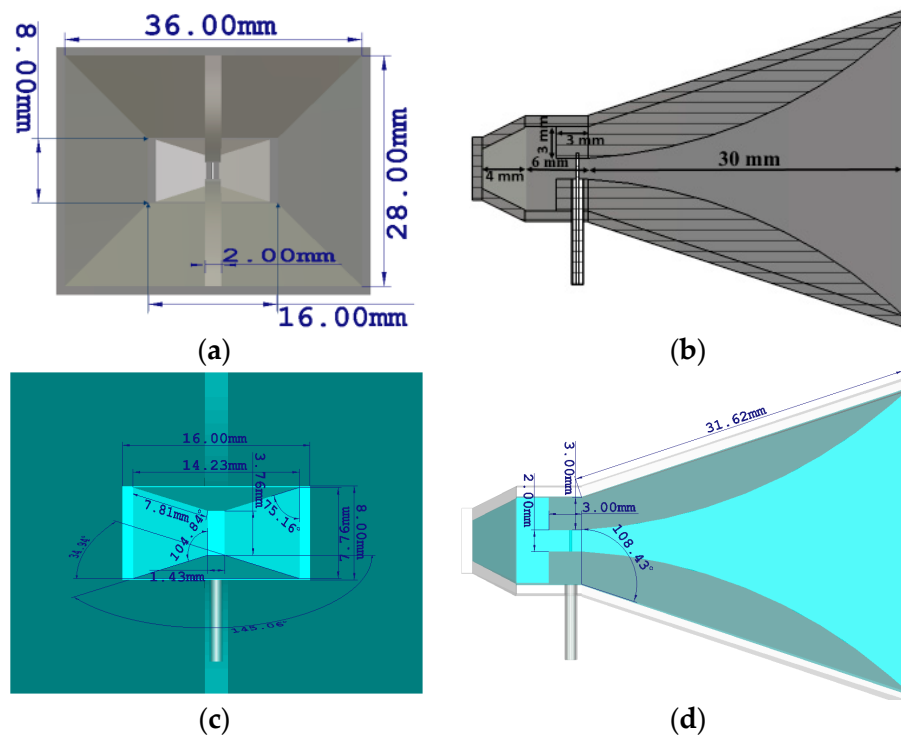 36.00mm
8.00mm
28.00mm
2.00mm
16.00mm
(a)
3 mm
3 mm
4 mm
6 mm
30 mm
(b)
16.00mm
14.23mm
3.76mm
7.81mm
75.16°
104.84°
7.76mm
8.00mm
34.94°
1.43mm
145.06°
(c)
31.62mm
3.00mm
2.00mm
3.00mm
108.43°
(d)